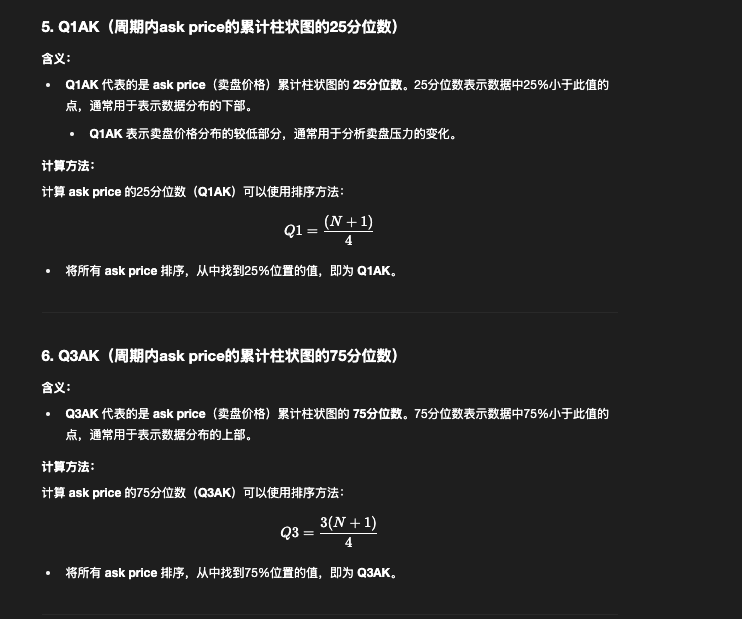 5. Q1AK（周期内ask price的累计柱状图的25分位数）
含义：
• Q1AK 代表的是 ask price（卖盘价格）累计柱状图的 25分位数。25分位数表示数据中25%小于此值的
点，通常用于表示数据分布的下部。
• Q1AK 表示卖盘价格分布的较低部分，通常用于分析卖盘压力的变化。
计算方法：
计算 ask price 的25分位数（Q1AK）可以使用排序方法：
Q1 = (N + 1) / 4
• 将所有 ask price 排序，从中找到25%位置的值，即为 Q1AK。
6. Q3AK（周期内ask price的累计柱状图的75分位数）
含义：
• Q3AK 代表的是 ask price（卖盘价格）累计柱状图的 75分位数。75分位数表示数据中75%小于此值的
点，通常用于表示数据分布的上部。
计算方法：
计算 ask price 的75分位数（Q3AK）可以使用排序方法：
Q3 = 3(N + 1) / 4
• 将所有 ask price 排序，从中找到75%位置的值，即为 Q3AK。